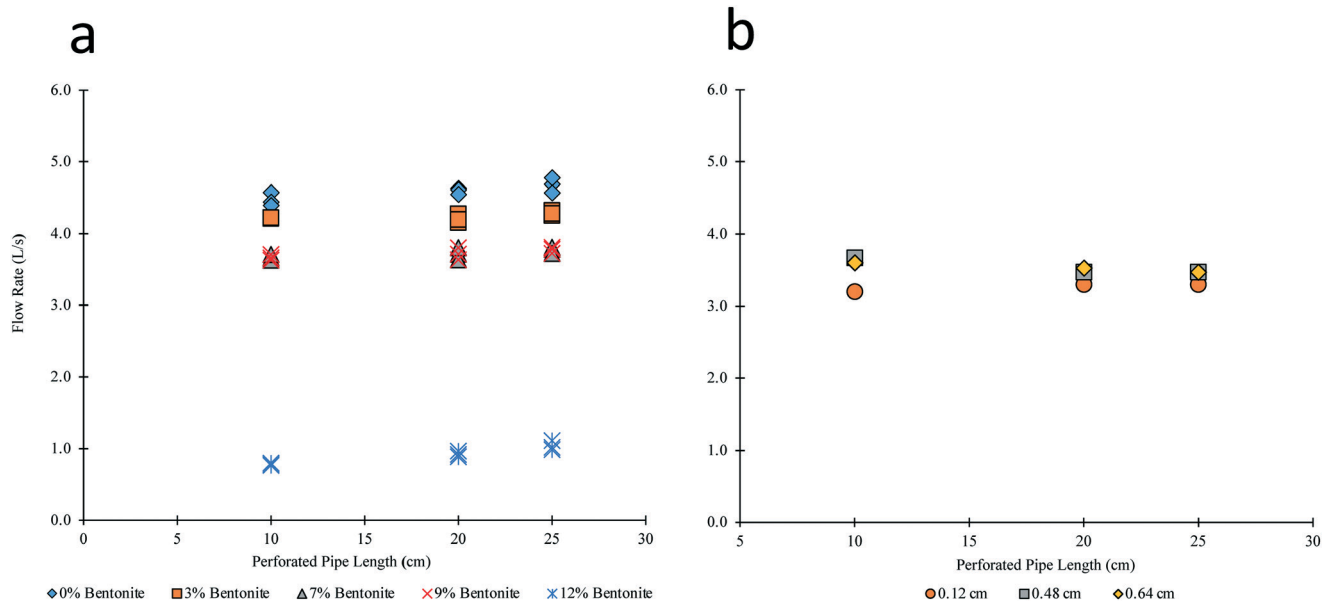 a
6.0
5.0
4.0
3.0
2.0
1.0
0.0
Flow Rate (L/s)
0 5 10 15 20 25 30
Perforated Pipe Length (cm)
0% Bentonite 3% Bentonite 7% Bentonite 9% Bentonite 12% Bentonite
b
6.0
5.0
4.0
3.0
2.0
1.0
0.0
5 10 15 20 25 30
Perforated Pipe Length (cm)
0.12 cm 0.48 cm 0.64 cm